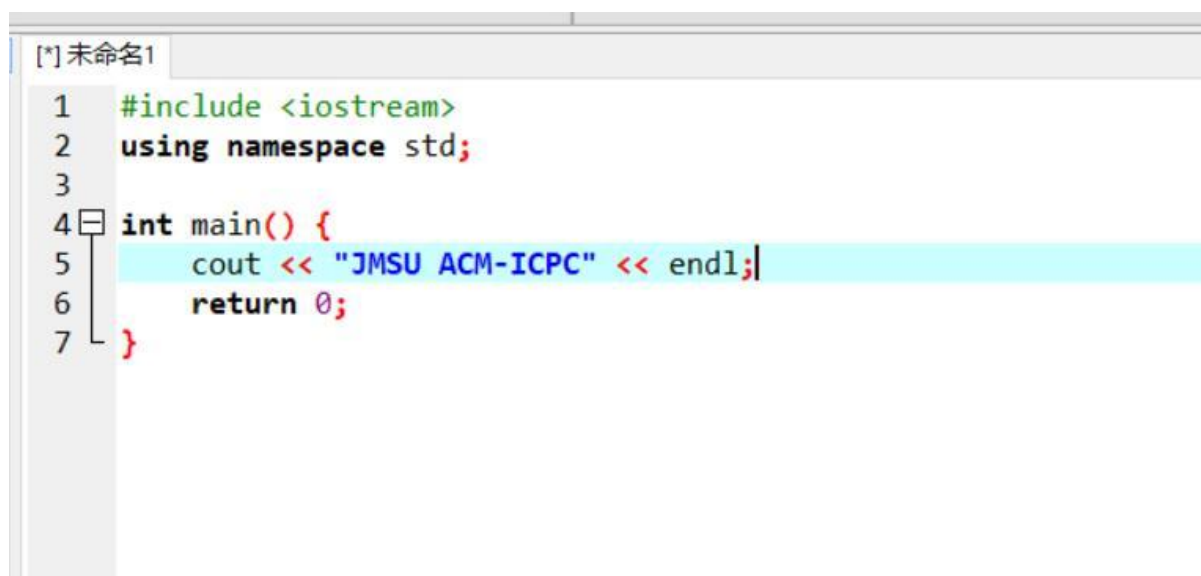 [*] 未命名1
1 #include <iostream>
2 using namespace std;
3
4 int main() {
5 cout << "JMSU ACM-ICPC" << endl;
6 return 0;
7 }